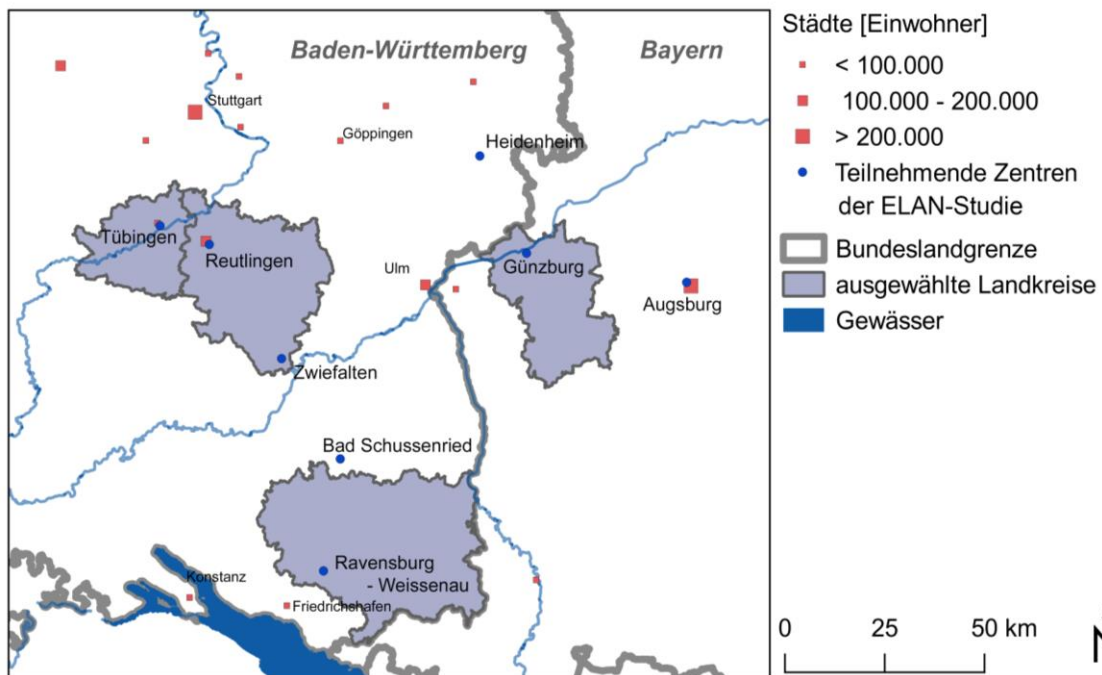 Baden-Württemberg
Bayern
Stuttgart
Göppingen
Heidenheim
Tübingen
Reutlingen
Ulm
Günzburg
Augsburg
Zwiefalten
Bad Schussenried
Ravensburg
- Weissenau
Konstanz
Friedrichshafen
Städte [Einwohner]
< 100.000
100.000 - 200.000
> 200.000
Teilnehmende Zentren
der ELAN-Studie
Bundeslandgrenze
ausgewählte Landkreise
Gewässer
0 25 50 km